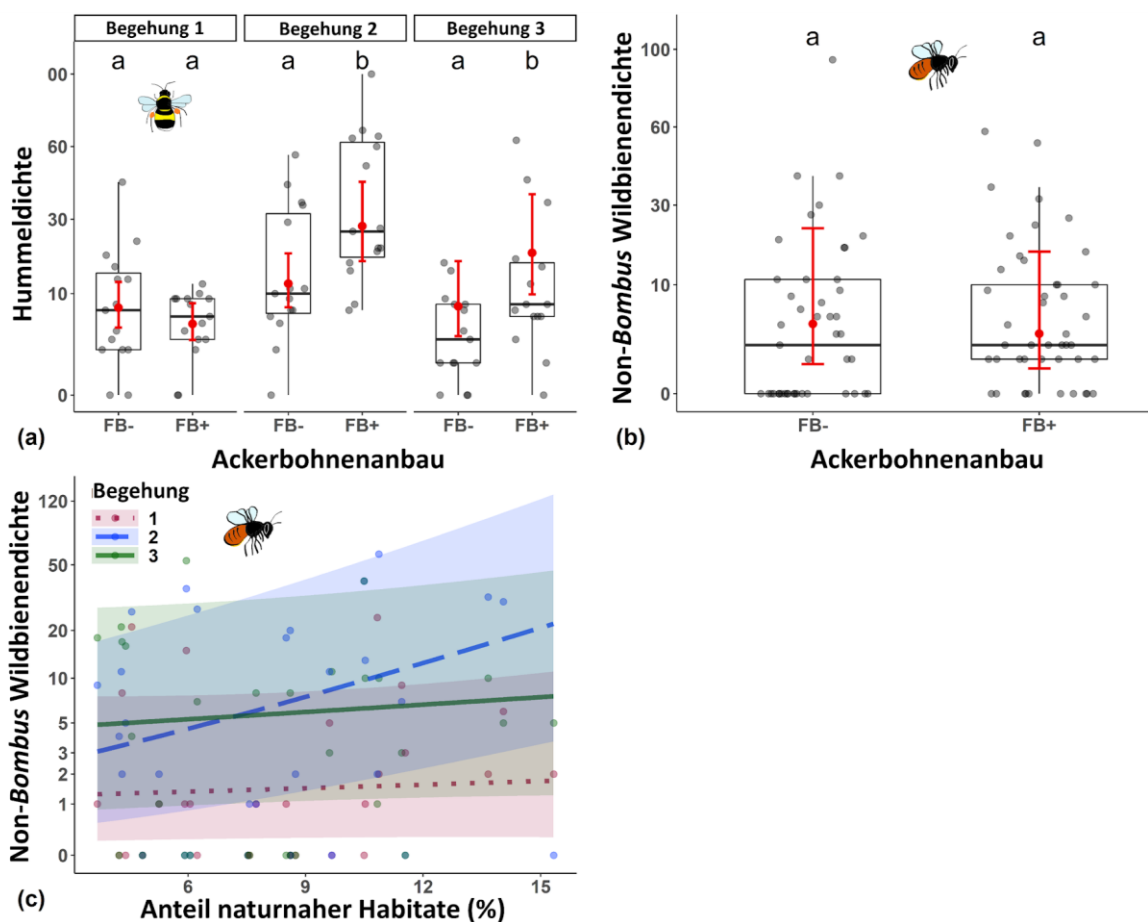 Begehung 1 Begehung 2 Begehung 3
a a a b a b
Hummeldichte
00
60
30
10
0
FB- FB+ FB- FB+ FB- FB+
(a)
Ackerbohnenanbau
a a
Non-Bombus Wildbienendichte
100
60
30
10
0
FB- FB+
(b)
Ackerbohnenanbau
Begehung
1
2
3
Non-Bombus Wildbienendichte
120
50
20
10
5
3
2
1
0
6 9 12 15
(c)
Anteil naturnaher Habitate (%)